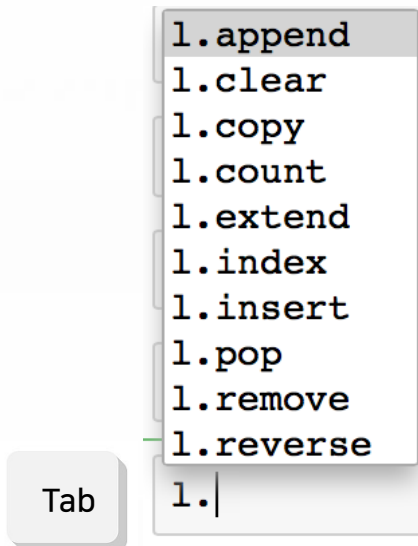 l.append
l.clear
l.copy
l.count
l.extend
l.index
l.insert
l.pop
l.remove
l.reverse
Tab
l.